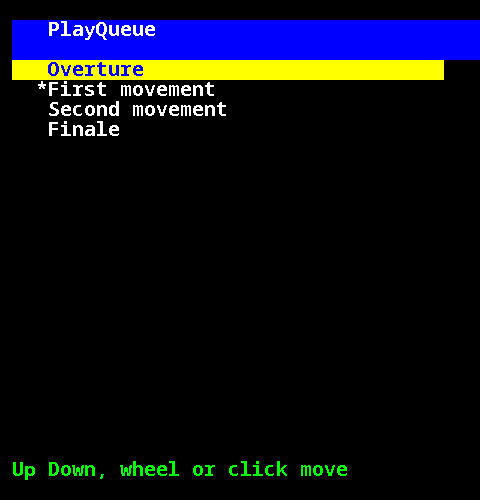 PlayQueue
Overture
*First movement
Second movement
Finale
Up Down, wheel or click move